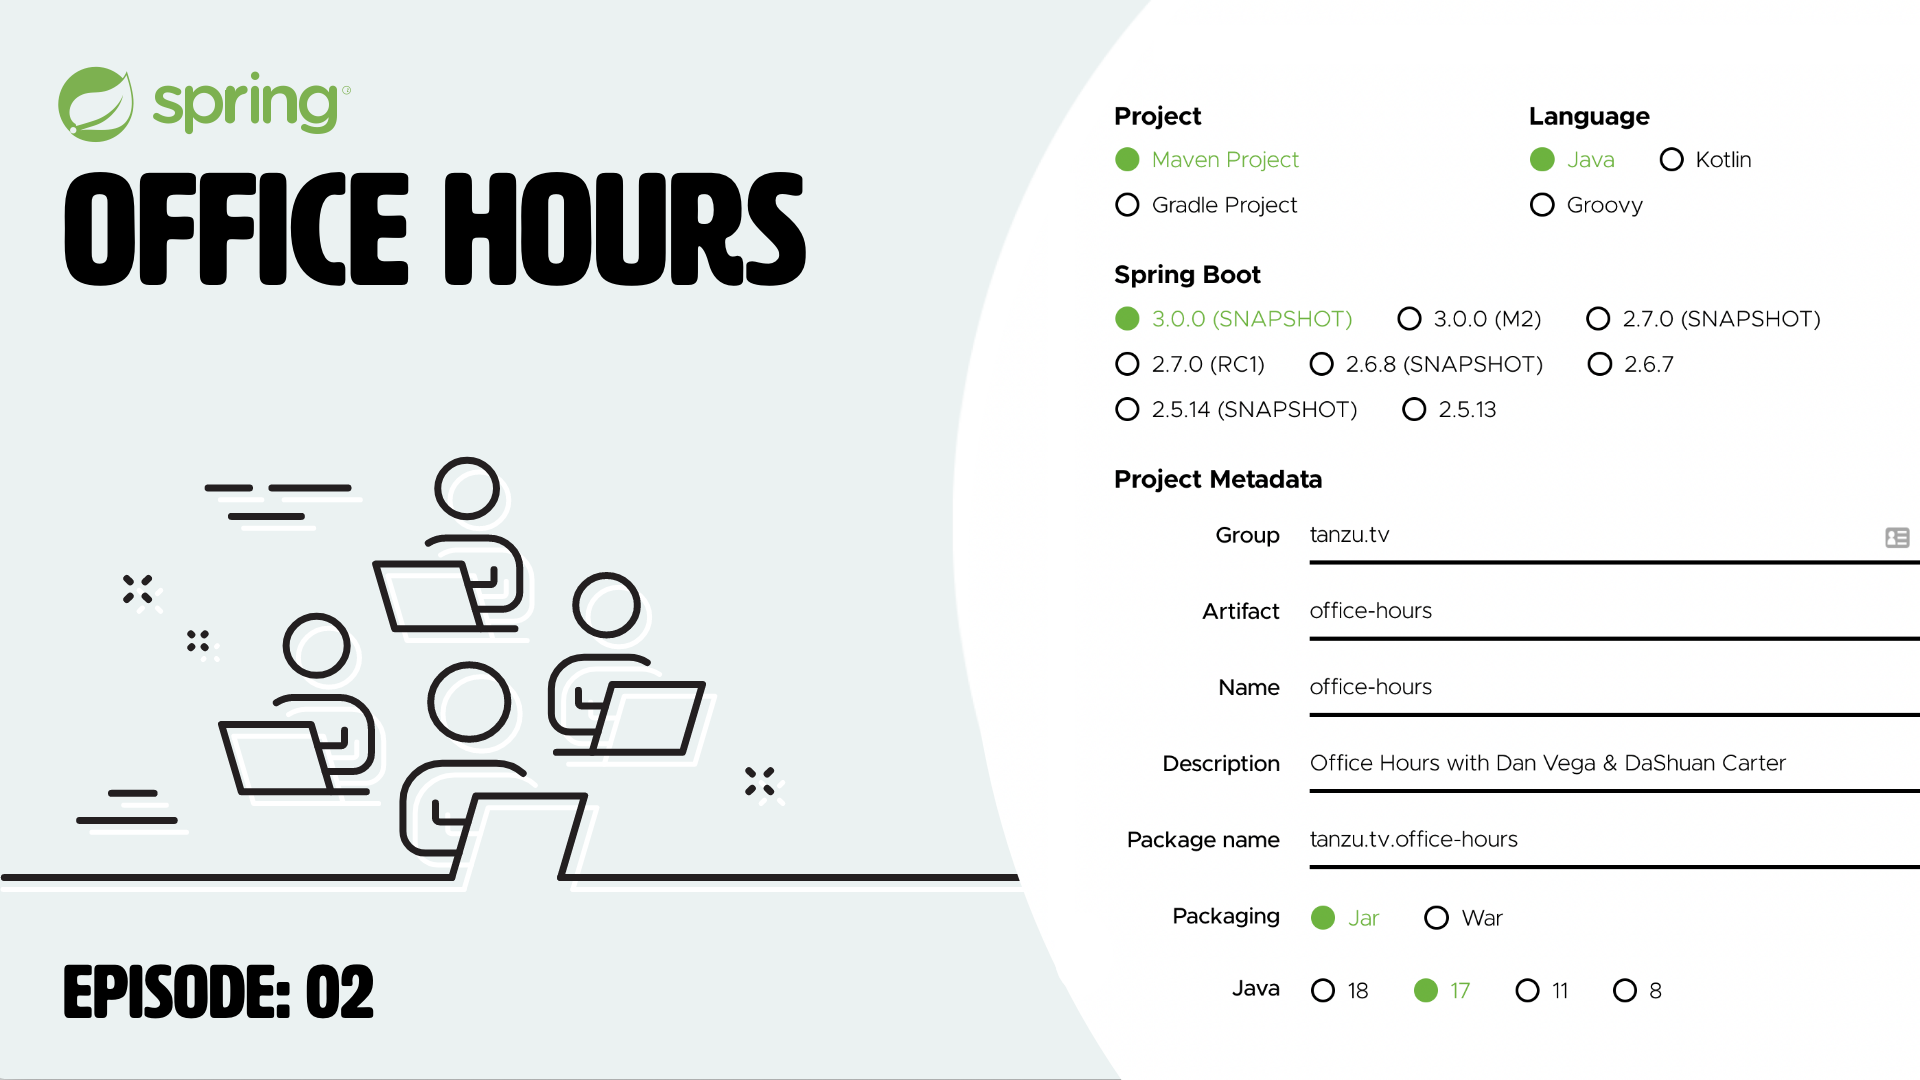 spring
OFFICE HOURS
EPISODE: 02
Project
Maven Project
Gradle Project
Language
Java Kotlin
Groovy
Spring Boot
3.0.0 (SNAPSHOT) 3.0.0 (M2) 2.7.0 (SNAPSHOT)
2.7.0 (RC1) 2.6.8 (SNAPSHOT) 2.6.7
2.5.14 (SNAPSHOT) 2.5.13
Project Metadata
Group tanzu.tv
Artifact office-hours
Name office-hours
Description Office Hours with Dan Vega & DaShuan Carter
Package name tanzu.tv.office-hours
Packaging Jar War
Java 18 17 11 8